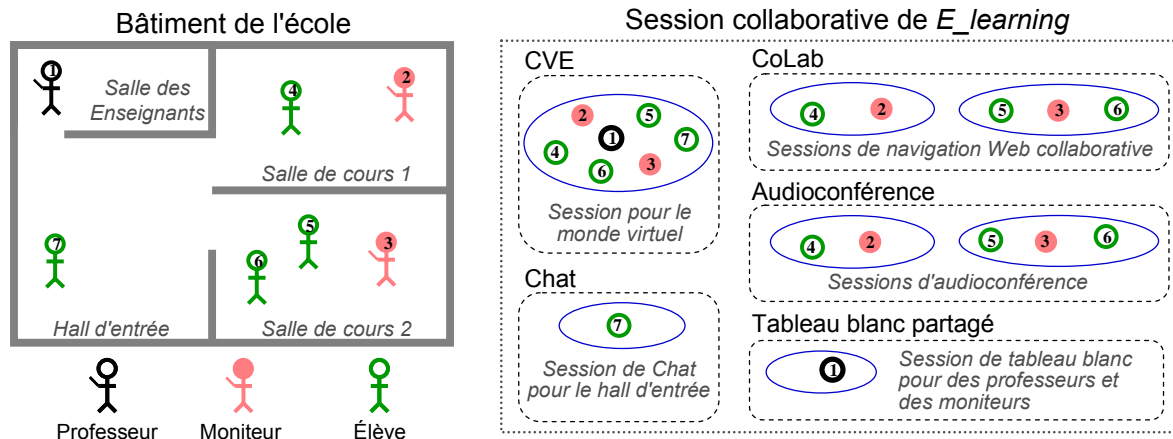 Bâtiment de l'école
1
Salle des
Enseignants
4
2
Salle de cours 1
7
5
6
3
Hall d'entrée
Salle de cours 2
Professeur
Moniteur
Élève
Session collaborative de E_learning
CVE
2
5
1
7
4
6
3
Session pour le
monde virtuel
Chat
7
Session de Chat
pour le hall d'entrée
CoLab
4
2
5
3
6
Sessions de navigation Web collaborative
Audioconférence
4
2
5
3
6
Sessions d'audioconférence
Tableau blanc partagé
1
Session de tableau blanc
pour des professeurs et
des moniteurs